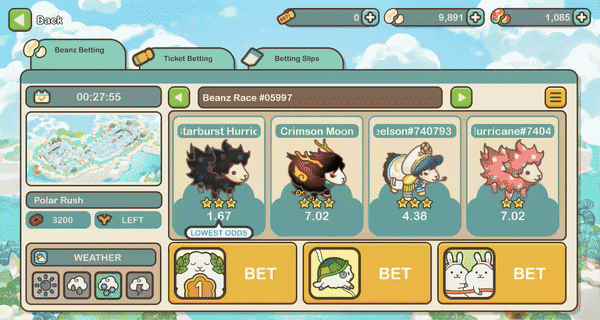 Back
0
9,891
1,085
Beanz Betting
Ticket Betting
Betting Slips
00:27:55
Beanz Race #05997
tarburst Hurric
Crimson Moon
elson#740793
urricane#7404
1.67
7.02
4.38
7.02
LOWEST ODDS
Polar Rush
3200
LEFT
WEATHER
1
BET
BET
BET